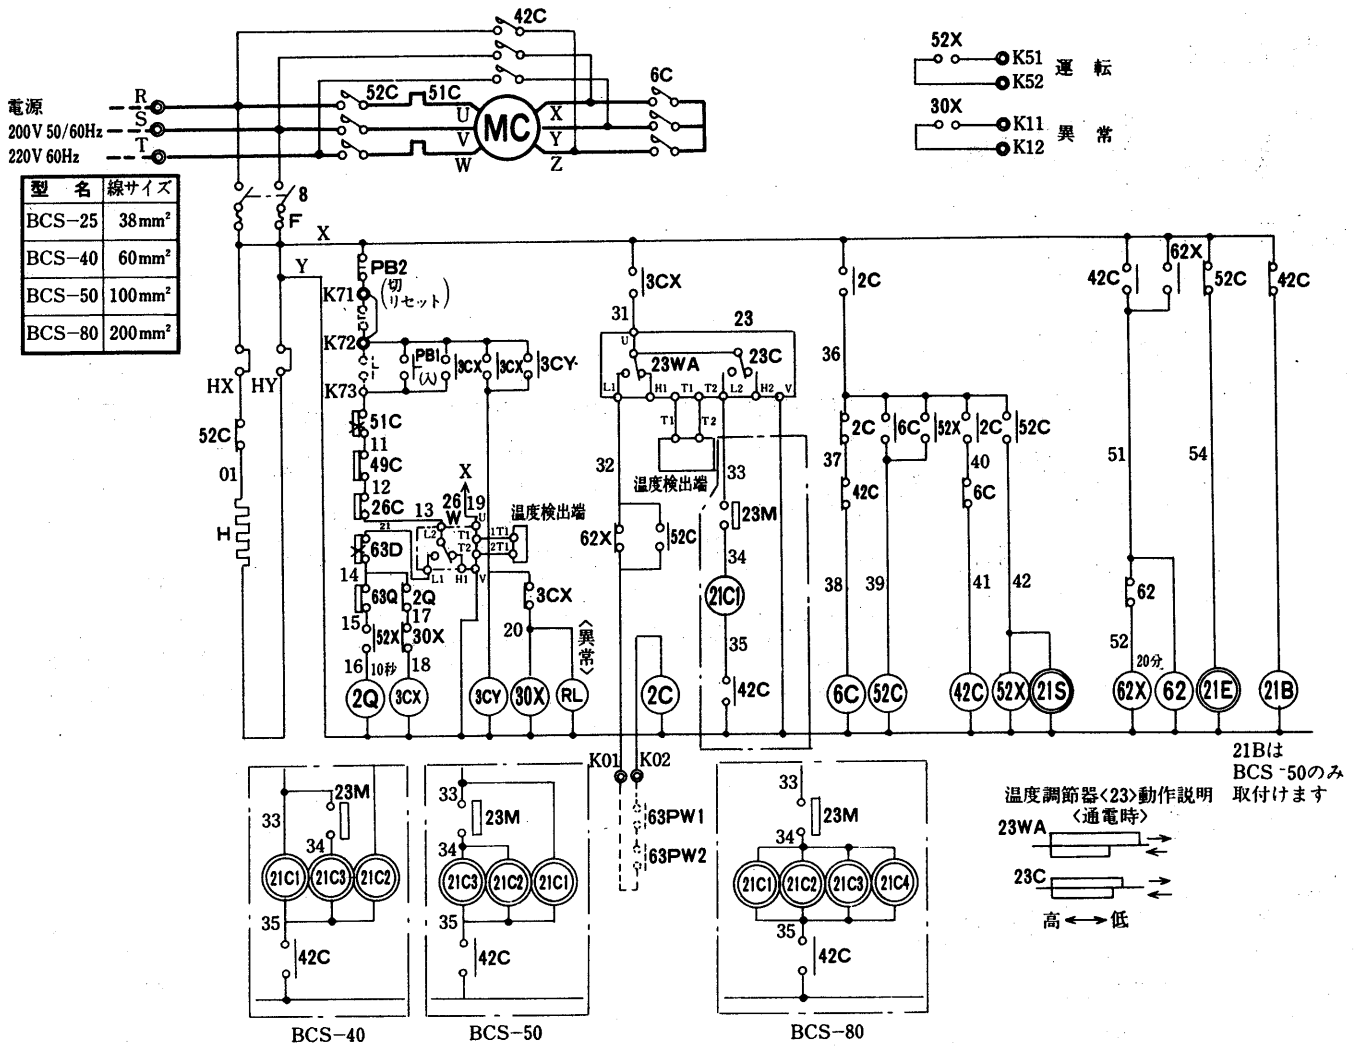 42C
52X
K51
K52
運転
30X
K11
K12
異常
電源
200V 50/60Hz
220V 60Hz
R
S
T
52C
51C
6C
U
V
W
MC
X
Y
Z
型名 線サイズ
BCS-25 38mm²
BCS-40 60mm²
BCS-50 100mm²
BCS-80 200mm²
8
F
X
Y
PB2
(切
リセット)
K71
K72
K73
PB1
(入)
3CX
3CX
3CY
51C
11
49C
12
26C
21
13
26
W
X
19
63D
14
63Q
2Q
15
17
52X
30X
16
10秒
18
L2
U
T1
T2
L1
H1
V
1T1
2T1
温度検出端
3CX
20
〈異常〉
2Q
3CX
3CY
30X
RL
HX
HY
52C
01
H
3CX
31
U
23
23WA
23C
L1
H1
T1
T2
L2
H2
V
T1
T2
温度検出端
32
33
23M
34
21C1
35
42C
62X
52C
2C
K01
K02
63PW1
63PW2
2C
36
2C
6C
52X
2C
52C
37
40
42C
6C
38
39
41
42
6C
52C
42C
52X
21S
42C
62X
52C
42C
51
54
62
52
20分
62X
62
21E
21B
21Bは
BCS-50のみ
取付けます
33
23M
34
21C1
21C3
21C2
35
42C
BCS-40
33
23M
34
21C3
21C2
21C1
35
42C
BCS-50
33
23M
34
21C1
21C2
21C3
21C4
35
42C
BCS-80
温度調節器〈23〉動作説明
〈通電時〉
23WA
23C
高 低